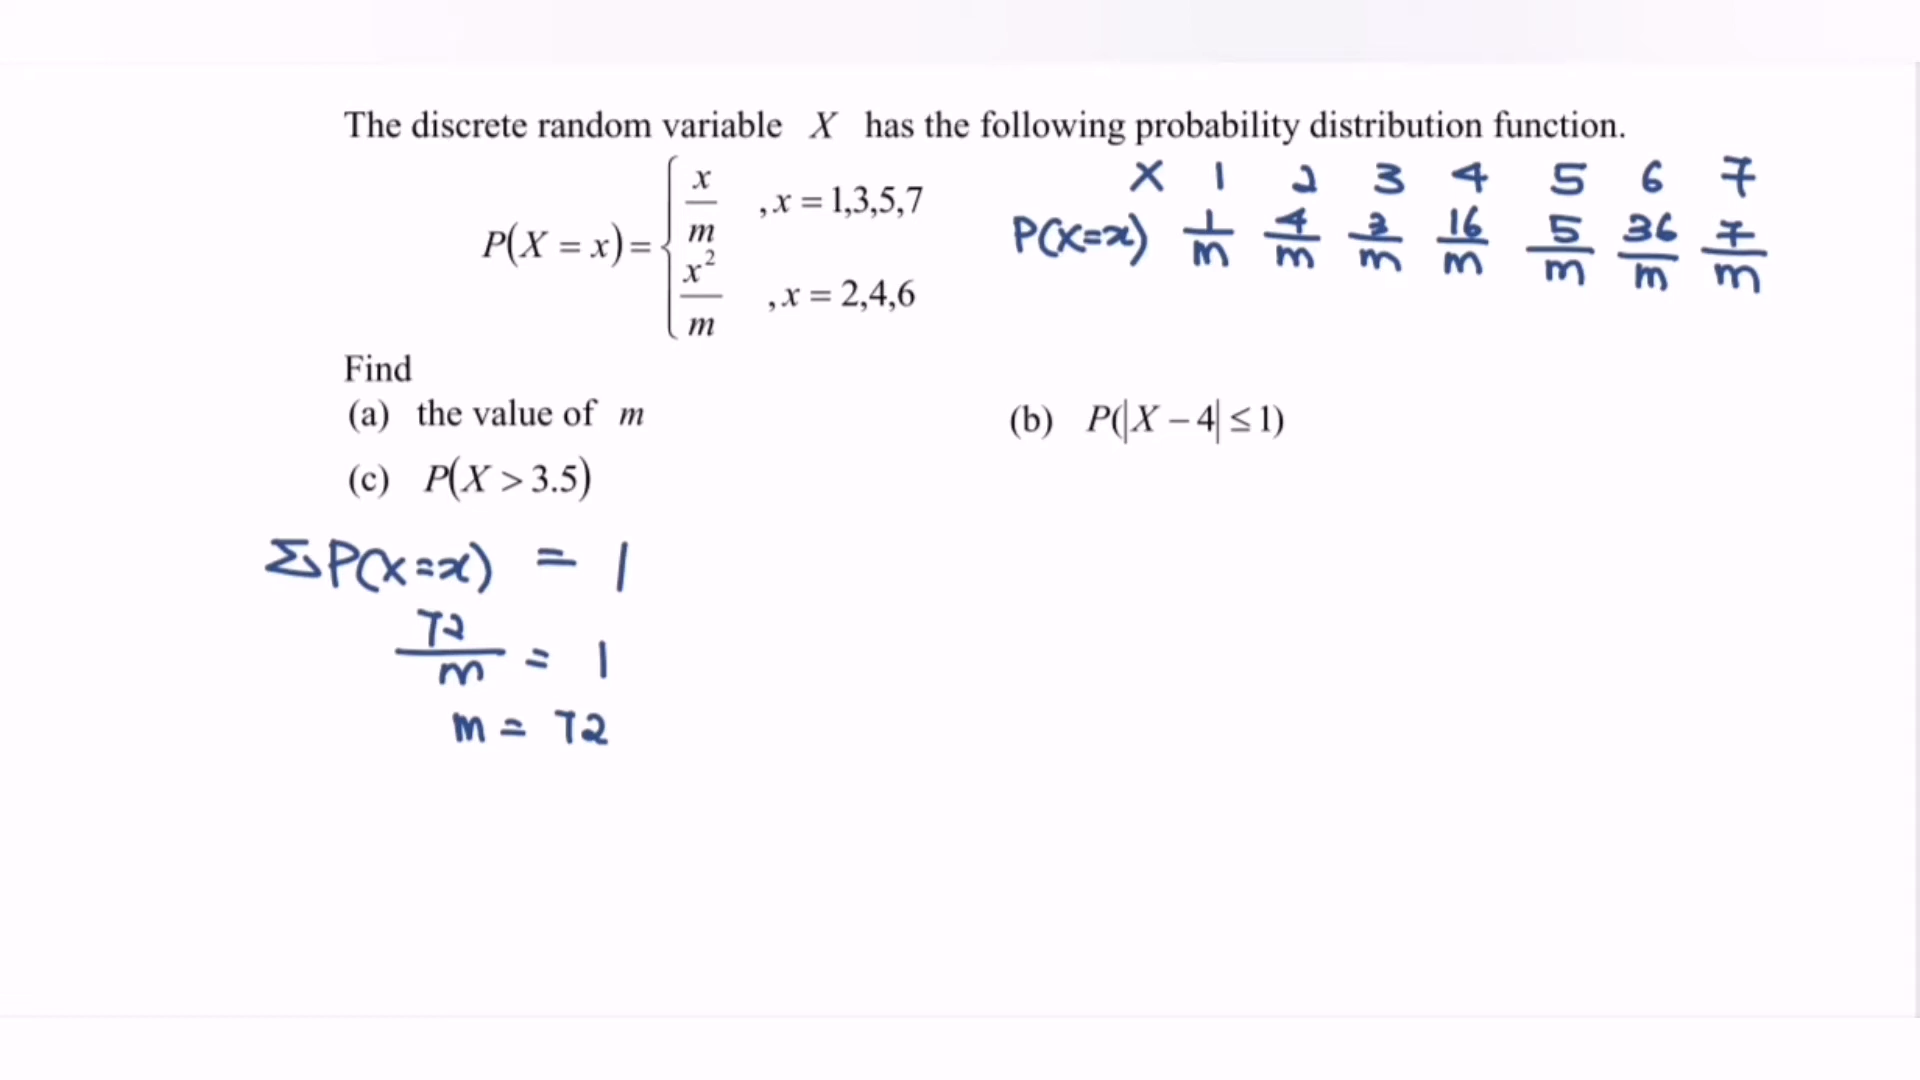 The discrete random variable X has the following probability distribution function.
P(X = x) = { x/m , x = 1,3,5,7
x²/m , x = 2,4,6
X 1 2 3 4 5 6 7
P(X=x) 1/m 4/m 3/m 16/m 5/m 36/m 7/m
Find
(a) the value of m
(b) P(|X − 4| ≤ 1)
(c) P(X > 3.5)
ΣP(X=x) = 1
72/m = 1
m = 72